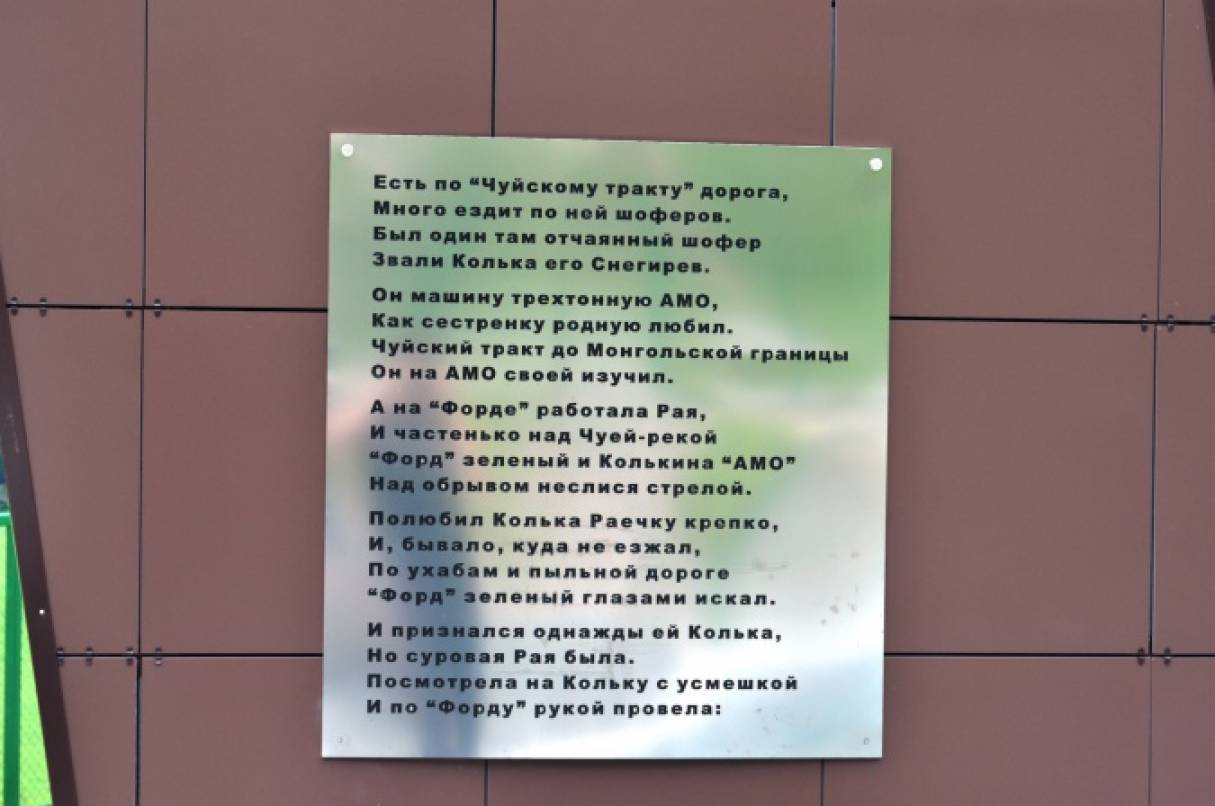 Есть по “Чуйскому тракту” дорога,
Много ездит по ней шоферов.
Был один там отчаянный шофер
Звали Колька его Снегирев.
Он машину трехтонную АМО,
Как сестренку родную любил.
Чуйский тракт до Монгольской границы
Он на АМО своей изучил.
А на “Форде” работала Рая,
И частенько над Чуей-рекой
“Форд” зеленый и Колькина “АМО”
Над обрывом неслися стрелой.
Полюбил Колька Раечку крепко,
И, бывало, куда не езжал,
По ухабам и пыльной дороге
“Форд” зеленый глазами искал.
И признался однажды ей Колька,
Но суровая Рая была.
Посмотрела на Кольку с усмешкой
И по “Форду” рукой провела: